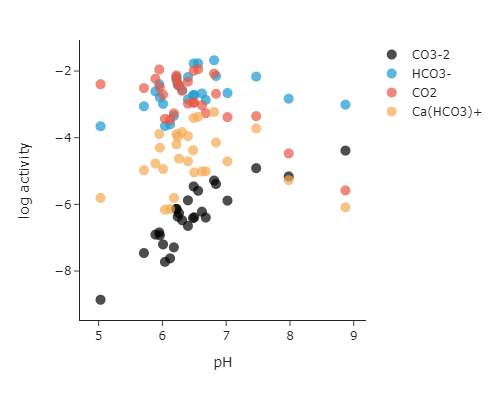 CO3-2
HCO3-
CO2
Ca(HCO3)+
−2
−4
−6
−8
log activity
5 6 7 8 9
pH